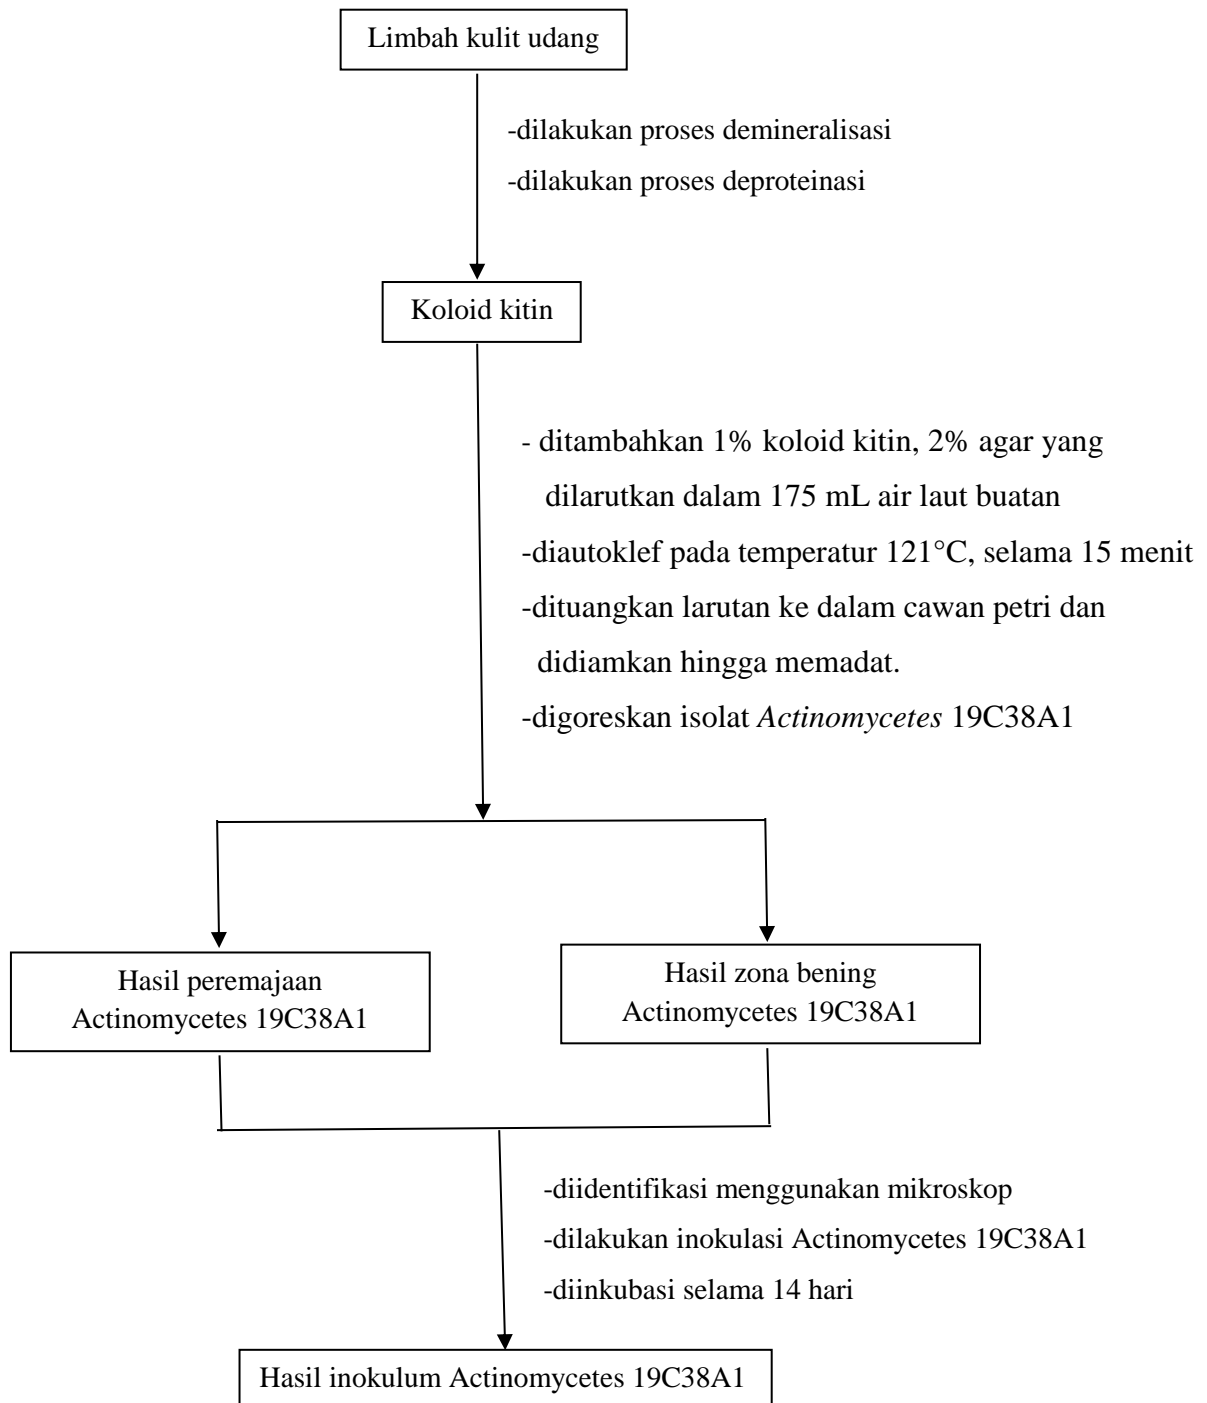 Limbah kulit udang
-dilakukan proses demineralisasi
-dilakukan proses deproteinasi
Koloid kitin
- ditambahkan 1% koloid kitin, 2% agar yang
dilarutkan dalam 175 mL air laut buatan
-diautoklef pada temperatur 121°C, selama 15 menit
-dituangkan larutan ke dalam cawan petri dan
didiamkan hingga memadat.
-digoreskan isolat Actinomycetes 19C38A1
Hasil peremajaan
Actinomycetes 19C38A1
Hasil zona bening
Actinomycetes 19C38A1
-diidentifikasi menggunakan mikroskop
-dilakukan inokulasi Actinomycetes 19C38A1
-diinkubasi selama 14 hari
Hasil inokulum Actinomycetes 19C38A1